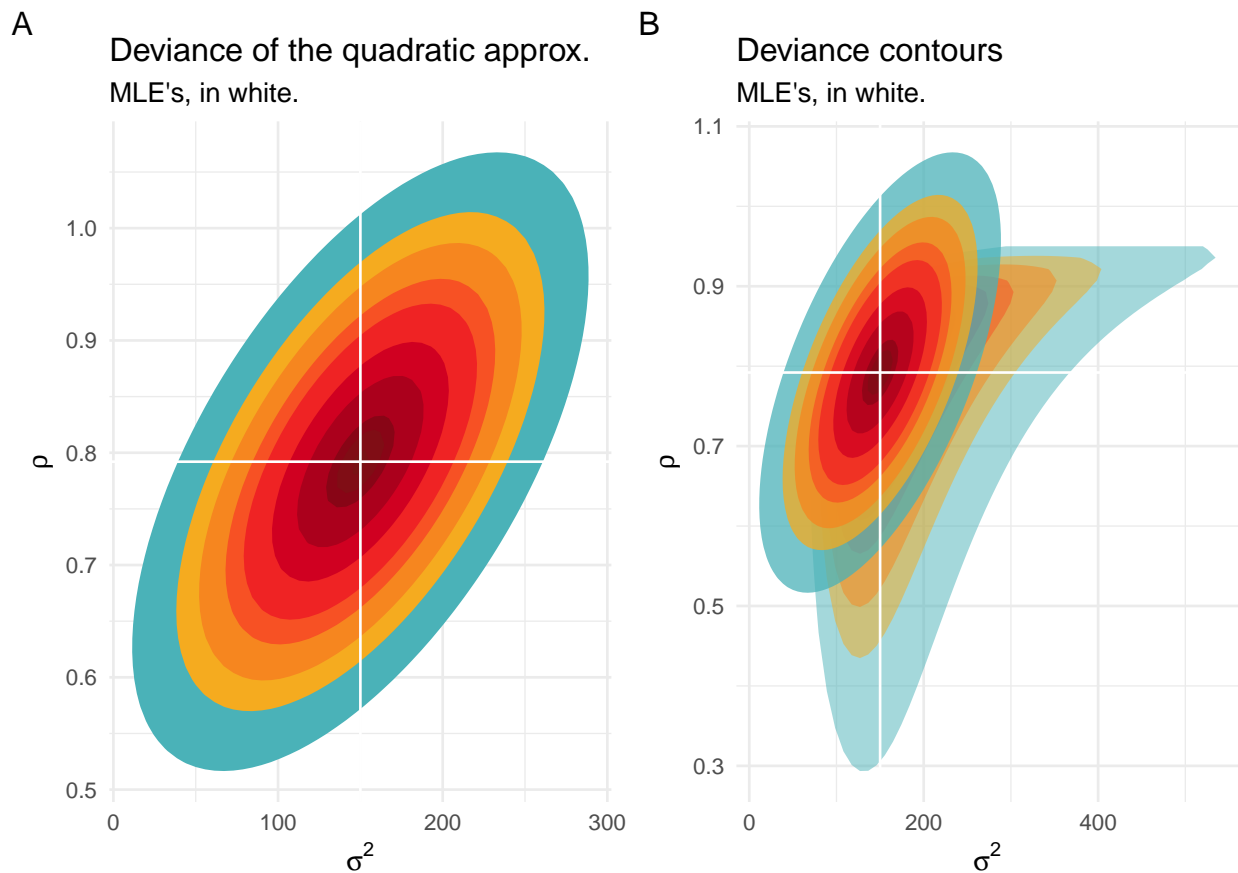 A
Deviance of the quadratic approx.
MLE's, in white.
1.0
0.9
0.8
0.7
0.6
0.5
ρ
0
100
200
300
σ²
B
Deviance contours
MLE's, in white.
1.1
0.9
0.7
0.5
0.3
ρ
0
200
400
σ²